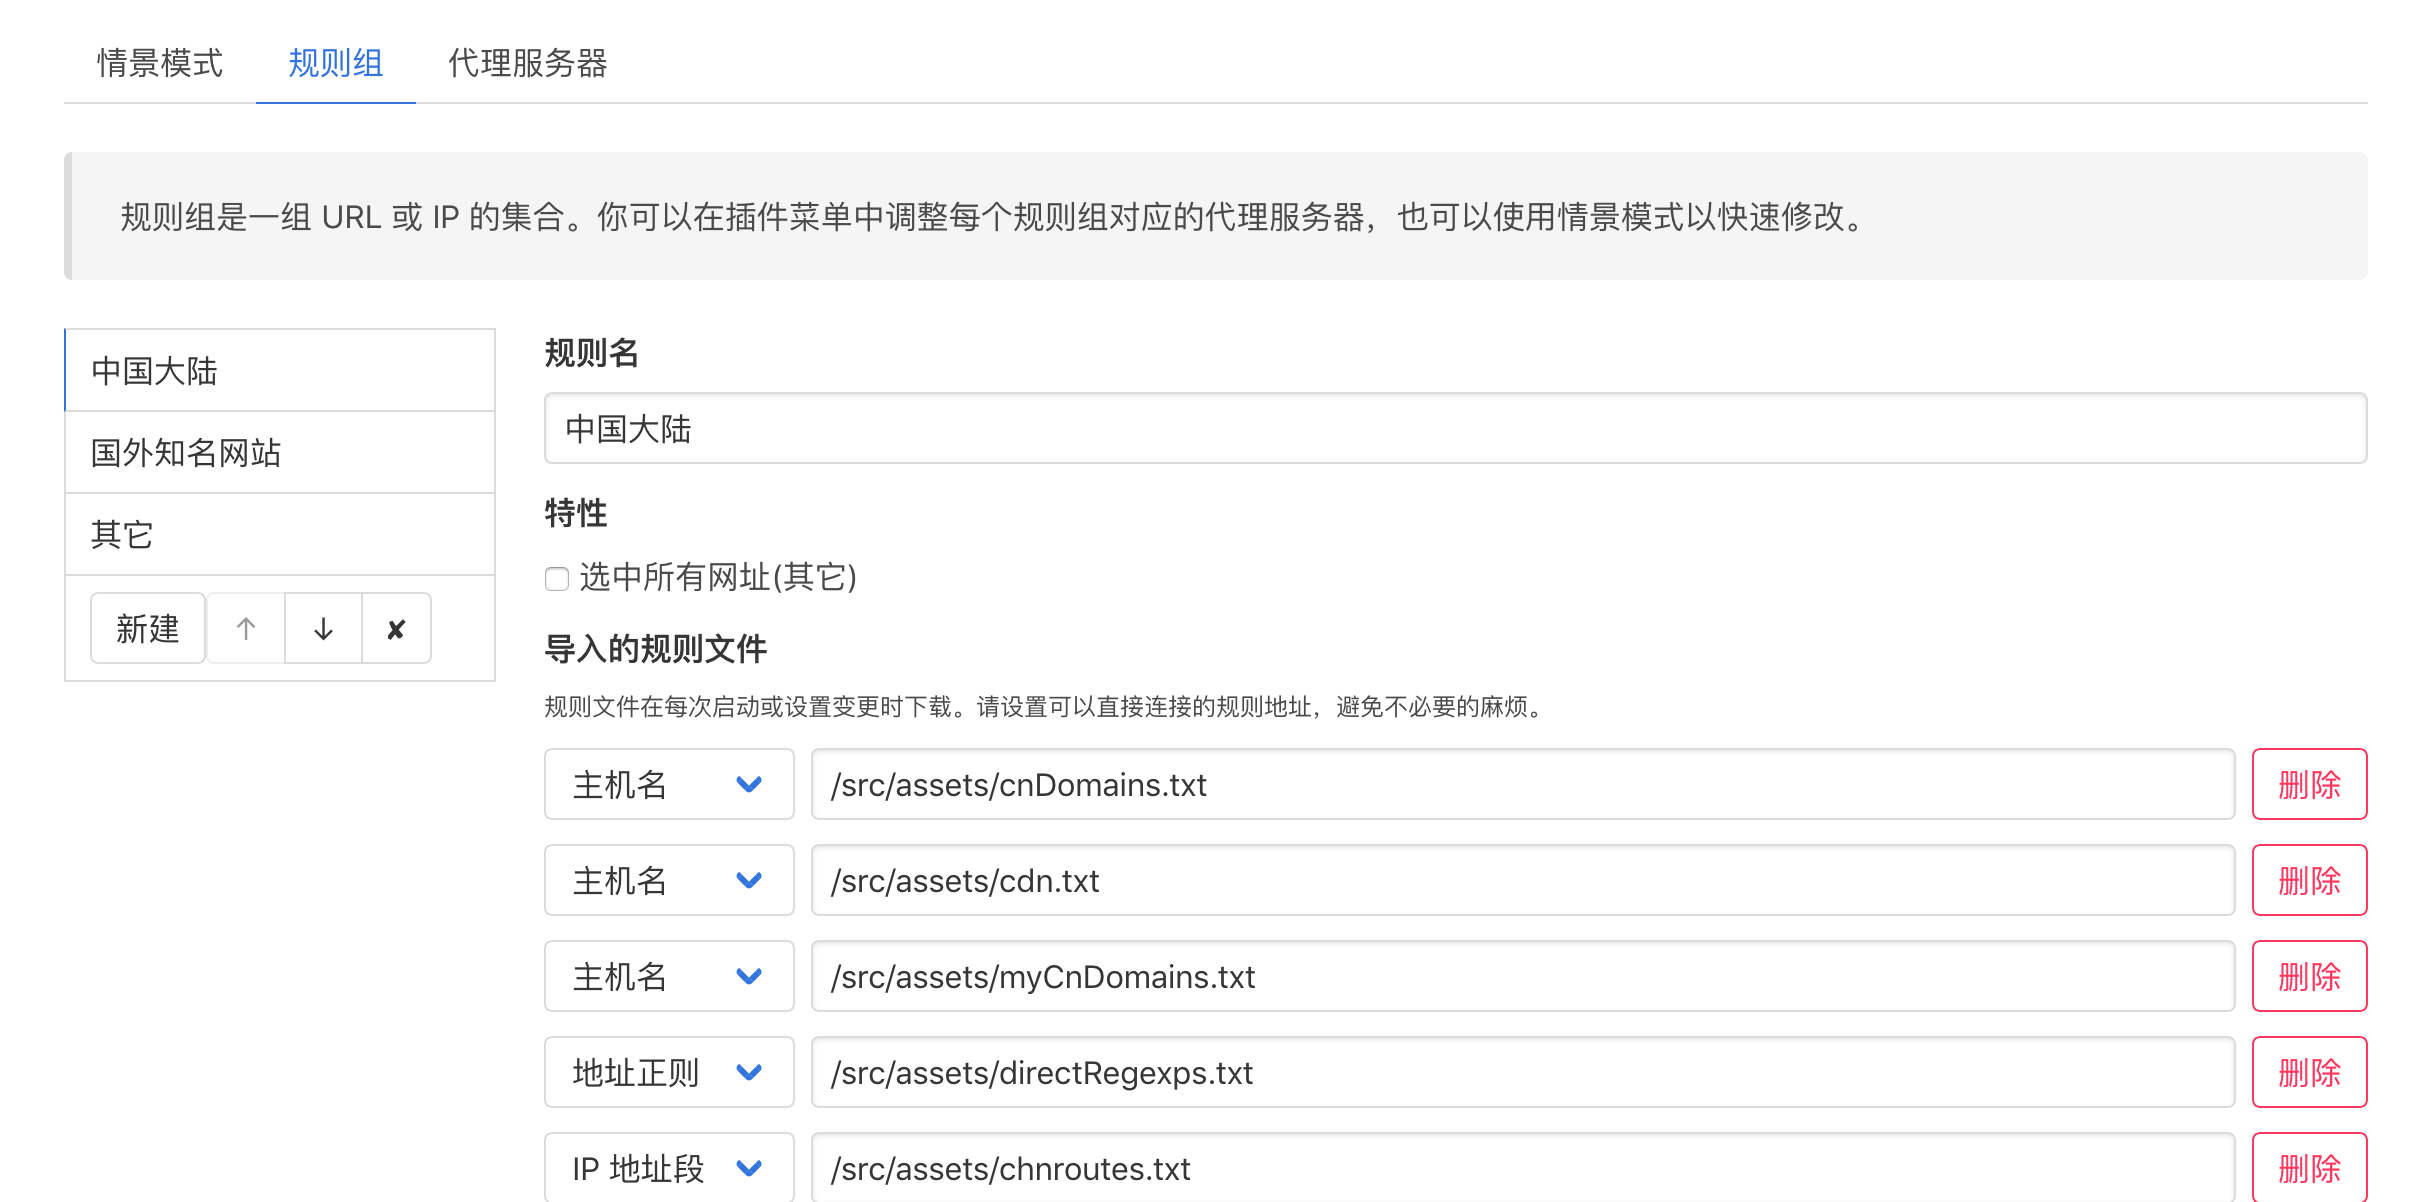 情景模式 规则组 代理服务器
规则组是一组 URL 或 IP 的集合。你可以在插件菜单中调整每个规则组对应的代理服务器，也可以使用情景模式以快速修改。
中国大陆
国外知名网站
其它
新建 ↑ ↓ ✘
规则名
中国大陆
特性
选中所有网址(其它)
导入的规则文件
规则文件在每次启动或设置变更时下载。请设置可以直接连接的规则地址，避免不必要的麻烦。
主机名 /src/assets/cnDomains.txt 删除
主机名 /src/assets/cdn.txt 删除
主机名 /src/assets/myCnDomains.txt 删除
地址正则 /src/assets/directRegexps.txt 删除
IP 地址段 /src/assets/chnroutes.txt 删除